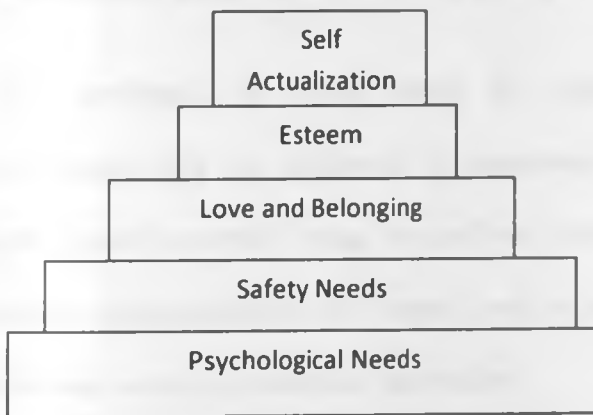 Self
Actualization
Esteem
Love and Belonging
Safety Needs
Psychological Needs